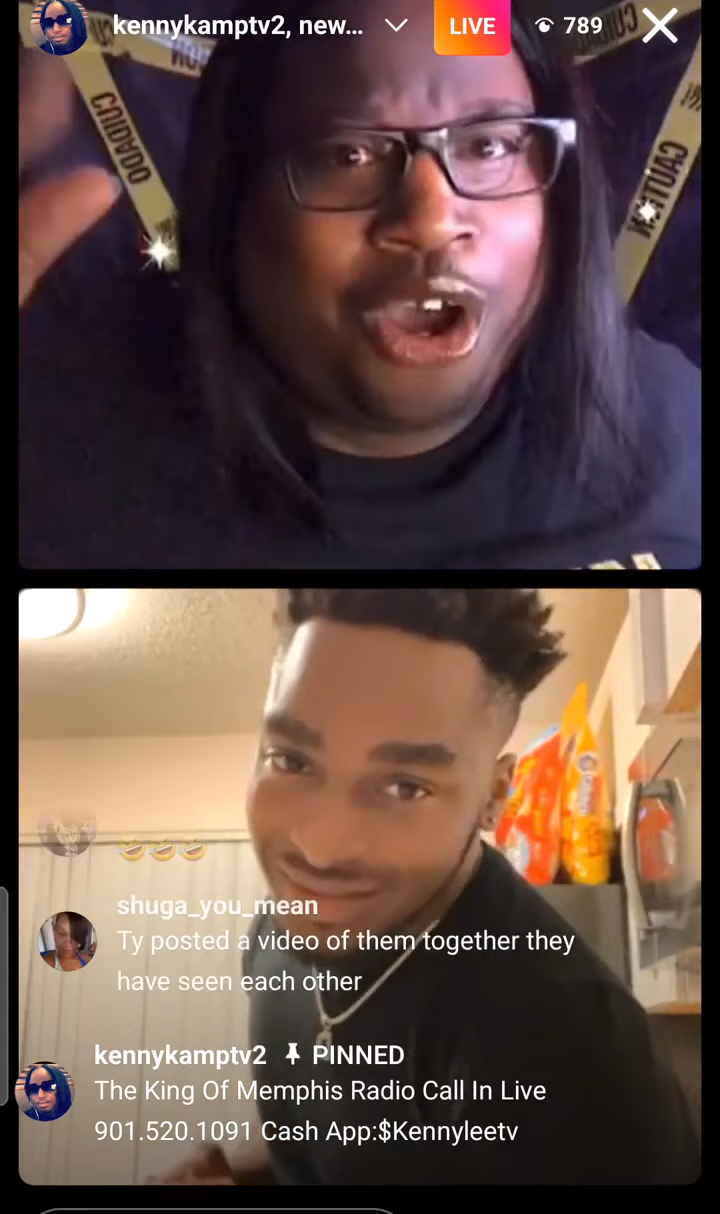 kennykamptv2, new...
LIVE
789
CAUTION
shuga_you_mean
Ty posted a video of them together they
have seen each other
kennykamptv2 PINNED
The King Of Memphis Radio Call In Live
901.520.1091 Cash App:$Kennyleetv